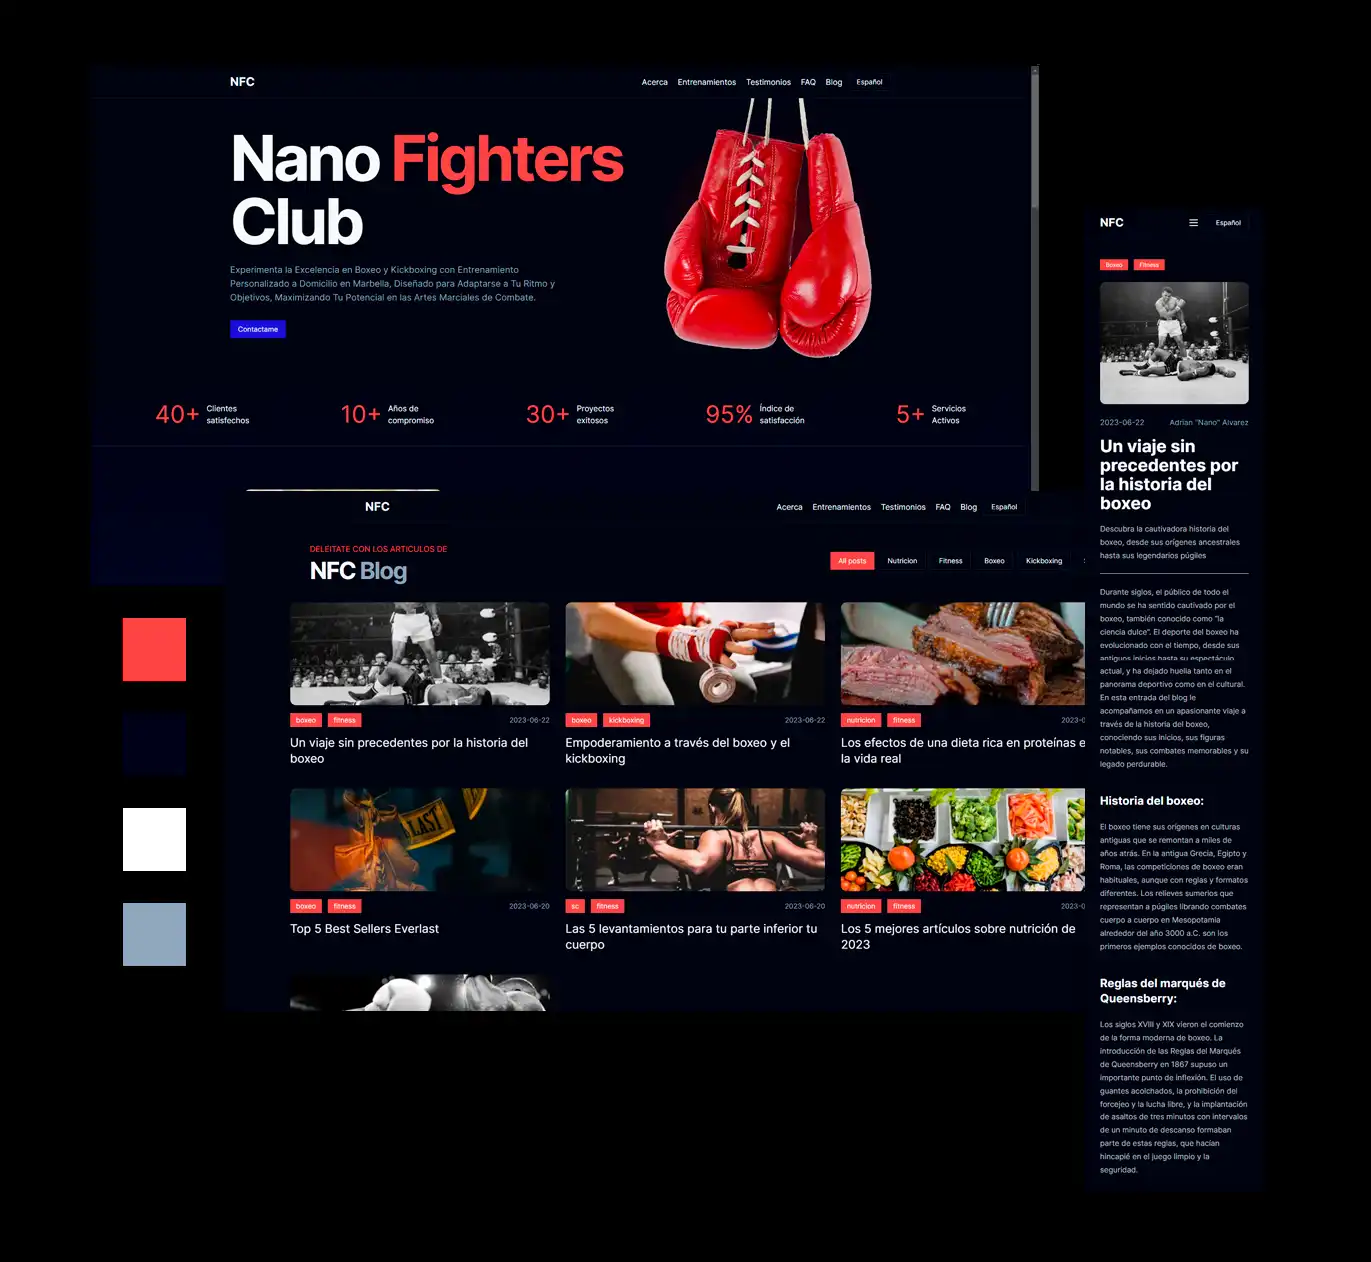 NFC
Acerca Entrenamientos Testimonios FAQ Blog Español
Nano Fighters
Club
Experimenta la Excelencia en Boxeo y Kickboxing con Entrenamiento
Personalizado a Domicilio en Marbella, Diseñado para Adaptarse a Tu Ritmo y
Objetivos, Maximizando Tu Potencial en las Artes Marciales de Combate.
Contactame
40+ Clientes
satisfechos
10+ Años de
compromiso
30+ Proyectos
exitosos
95% Índice de
satisfacción
5+ Servicios
Activos
NFC
Acerca Entrenamientos Testimonios FAQ Blog Español
DELEITATE CON LOS ARTICULOS DE
NFC Blog
All posts Nutricion Fitness Boxeo Kickboxing
boxeo fitness 2023-06-22
Un viaje sin precedentes por la historia del
boxeo
boxeo kickboxing 2023-06-22
Empoderamiento a través del boxeo y el
kickboxing
nutricion fitness 2023-0
Los efectos de una dieta rica en proteínas e
la vida real
LAST
boxeo fitness 2023-06-20
Top 5 Best Sellers Everlast
sc fitness 2023-06-20
Las 5 levantamientos para tu parte inferior tu
cuerpo
nutricion fitness 2023-0
Los 5 mejores artículos sobre nutrición de
2023
NFC Español
Boxeo Fitness
2023-06-22 Adrian "Nano" Alvarez
Un viaje sin
precedentes por
la historia del
boxeo
Descubra la cautivadora historia del
boxeo, desde sus orígenes ancestrales
hasta sus legendarios púgiles
Durante siglos, el público de todo el
mundo se ha sentido cautivado por el
boxeo, también conocido como "la
ciencia dulce". El deporte del boxeo ha
evolucionado con el tiempo, desde sus
antiguos inicios hasta su espectáculo
actual, y ha dejado huella tanto en el
panorama deportivo como en el cultural.
En esta entrada del blog le
acompañamos en un apasionante viaje a
través de la historia del boxeo,
conociendo sus inicios, sus figuras
notables, sus combates memorables y su
legado perdurable.
Historia del boxeo:
El boxeo tiene sus orígenes en culturas
antiguas que se remontan a miles de
años atrás. En la antigua Grecia, Egipto y
Roma, las competiciones de boxeo eran
habituales, aunque con reglas y formatos
diferentes. Los relieves sumerios que
representan a púgiles librando combates
cuerpo a cuerpo en Mesopotamia
alrededor del año 3000 a.C. son los
primeros ejemplos conocidos de boxeo.
Reglas del marqués de
Queensberry:
Los siglos XVIII y XIX vieron el comienzo
de la forma moderna de boxeo. La
introducción de las Reglas del Marqués
de Queensberry en 1867 supuso un
importante punto de inflexión. El uso de
guantes acolchados, la prohibición del
forcejeo y la lucha libre, y la implantación
de asaltos de tres minutos con intervalos
de un minuto de descanso formaban
parte de estas reglas, que hacían
hincapié en el juego limpio y la
seguridad.